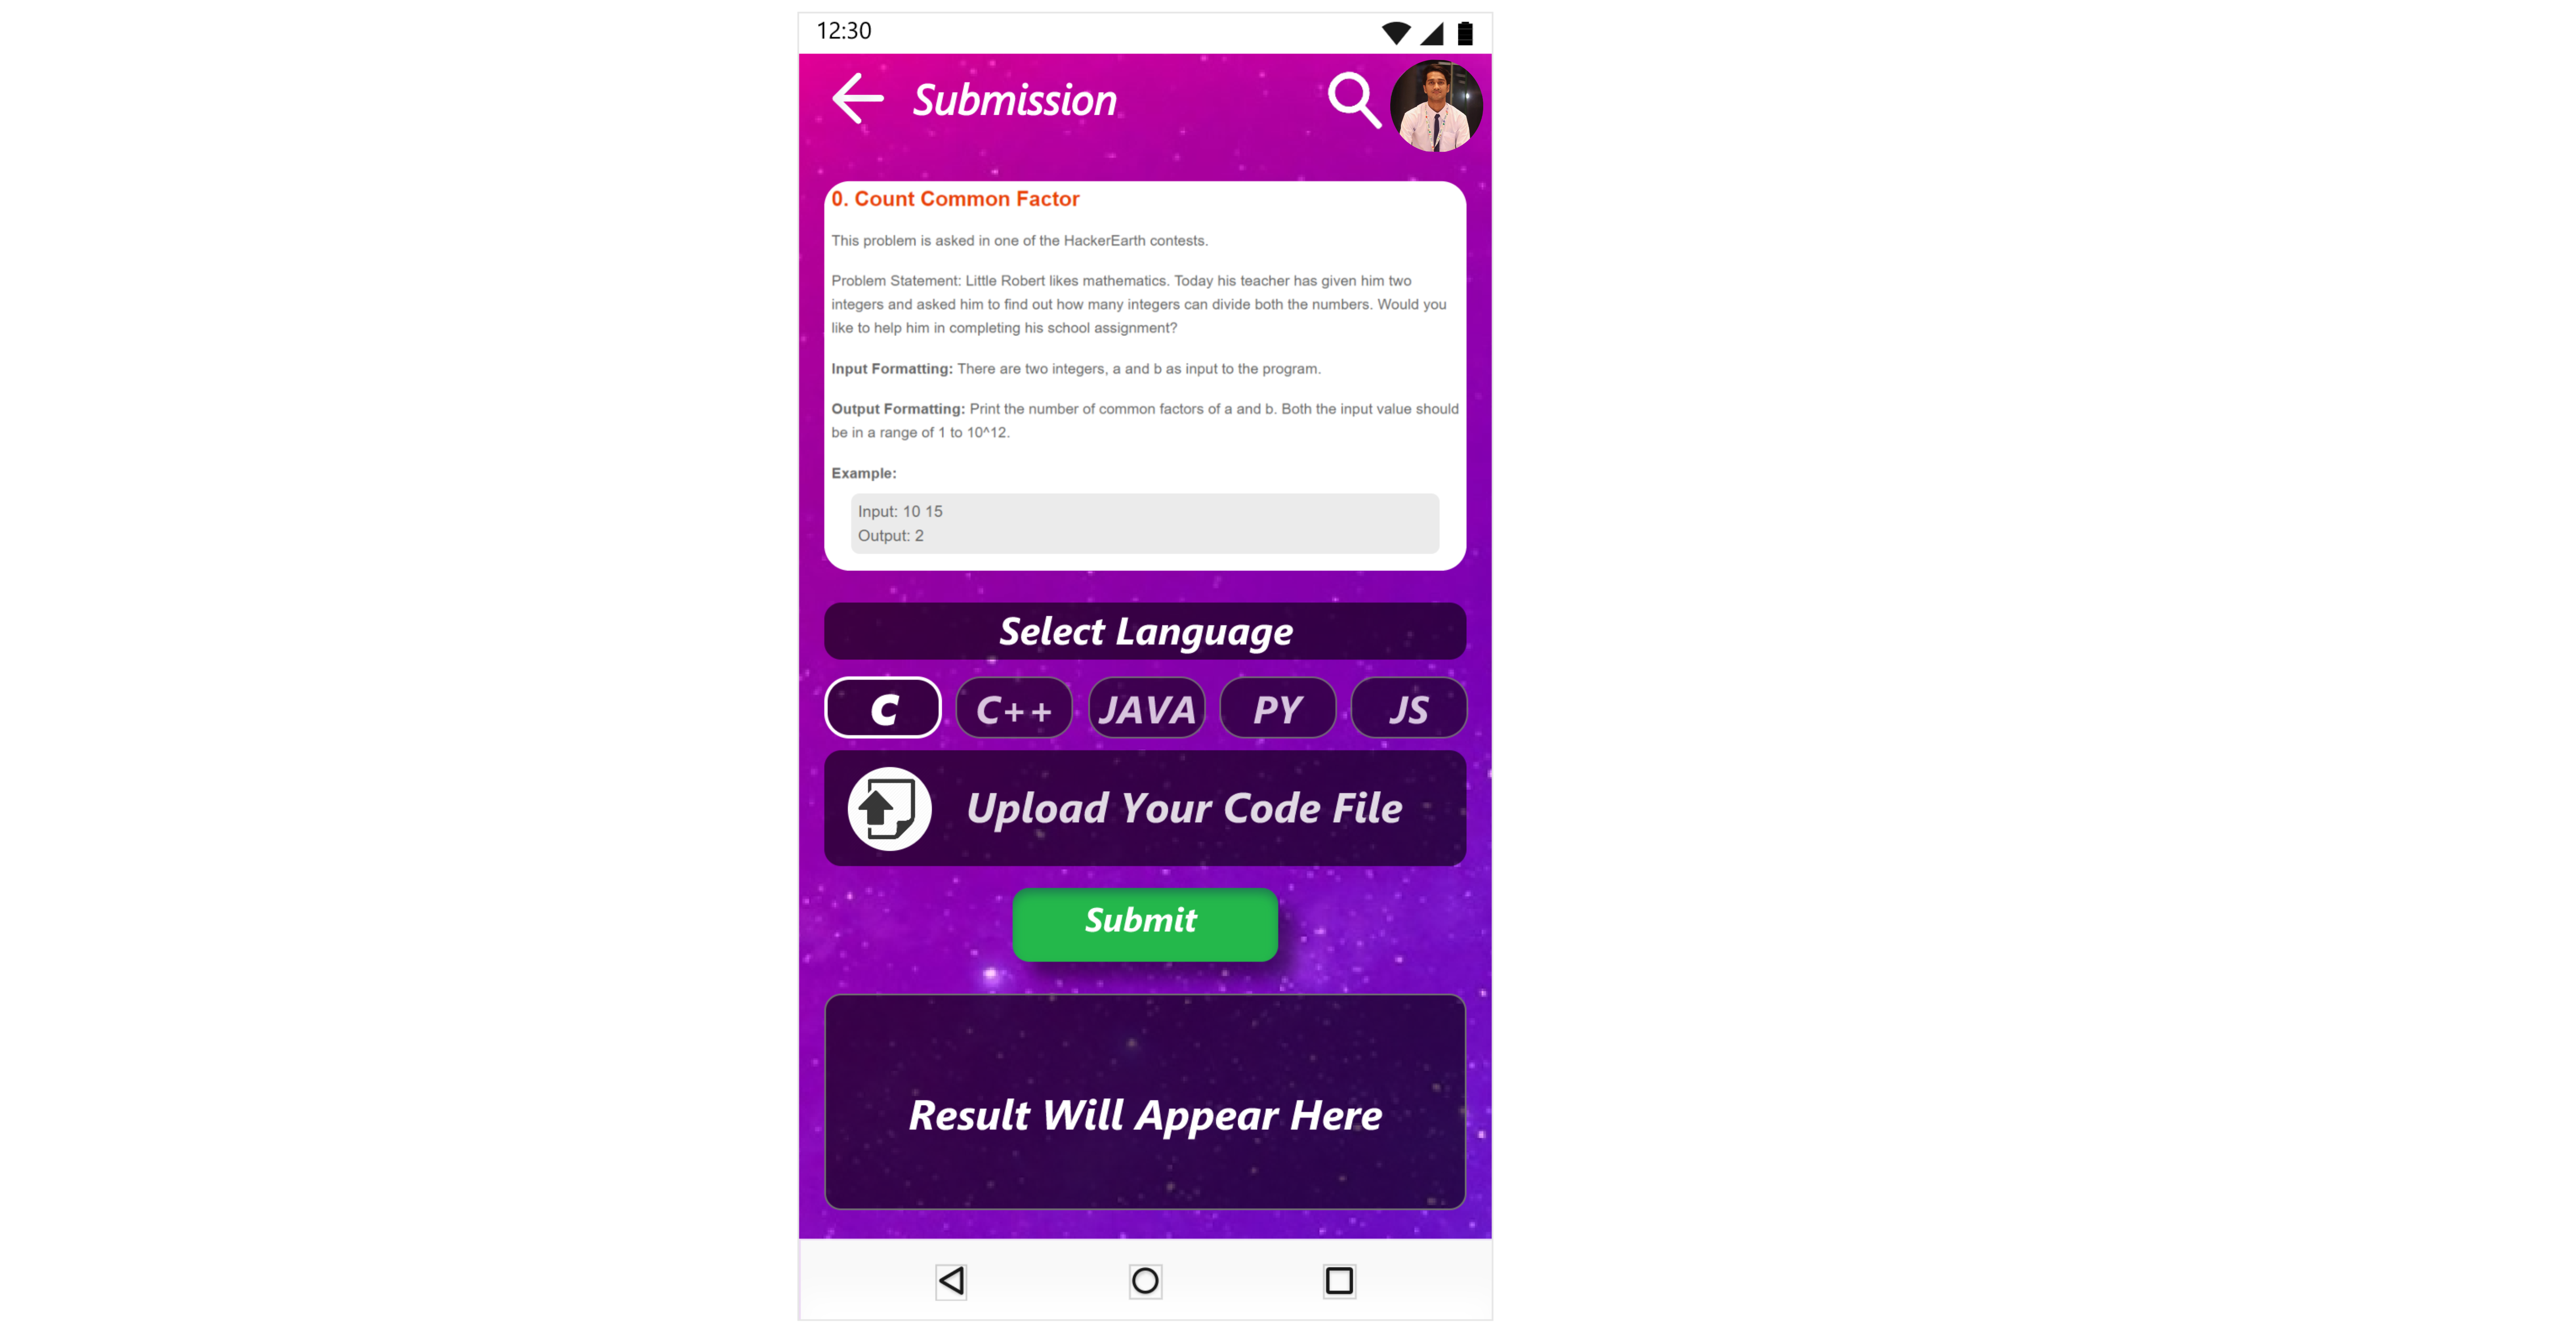 12:30
Submission
0. Count Common Factor
This problem is asked in one of the HackerEarth contests.
Problem Statement: Little Robert likes mathematics. Today his teacher has given him two
integers and asked him to find out how many integers can divide both the numbers. Would you
like to help him in completing his school assignment?
Input Formatting: There are two integers, a and b as input to the program.
Output Formatting: Print the number of common factors of a and b. Both the input value should
be in a range of 1 to 10^12.
Example:
Input: 10 15
Output: 2
Select Language
C C++ JAVA PY JS
Upload Your Code File
Submit
Result Will Appear Here